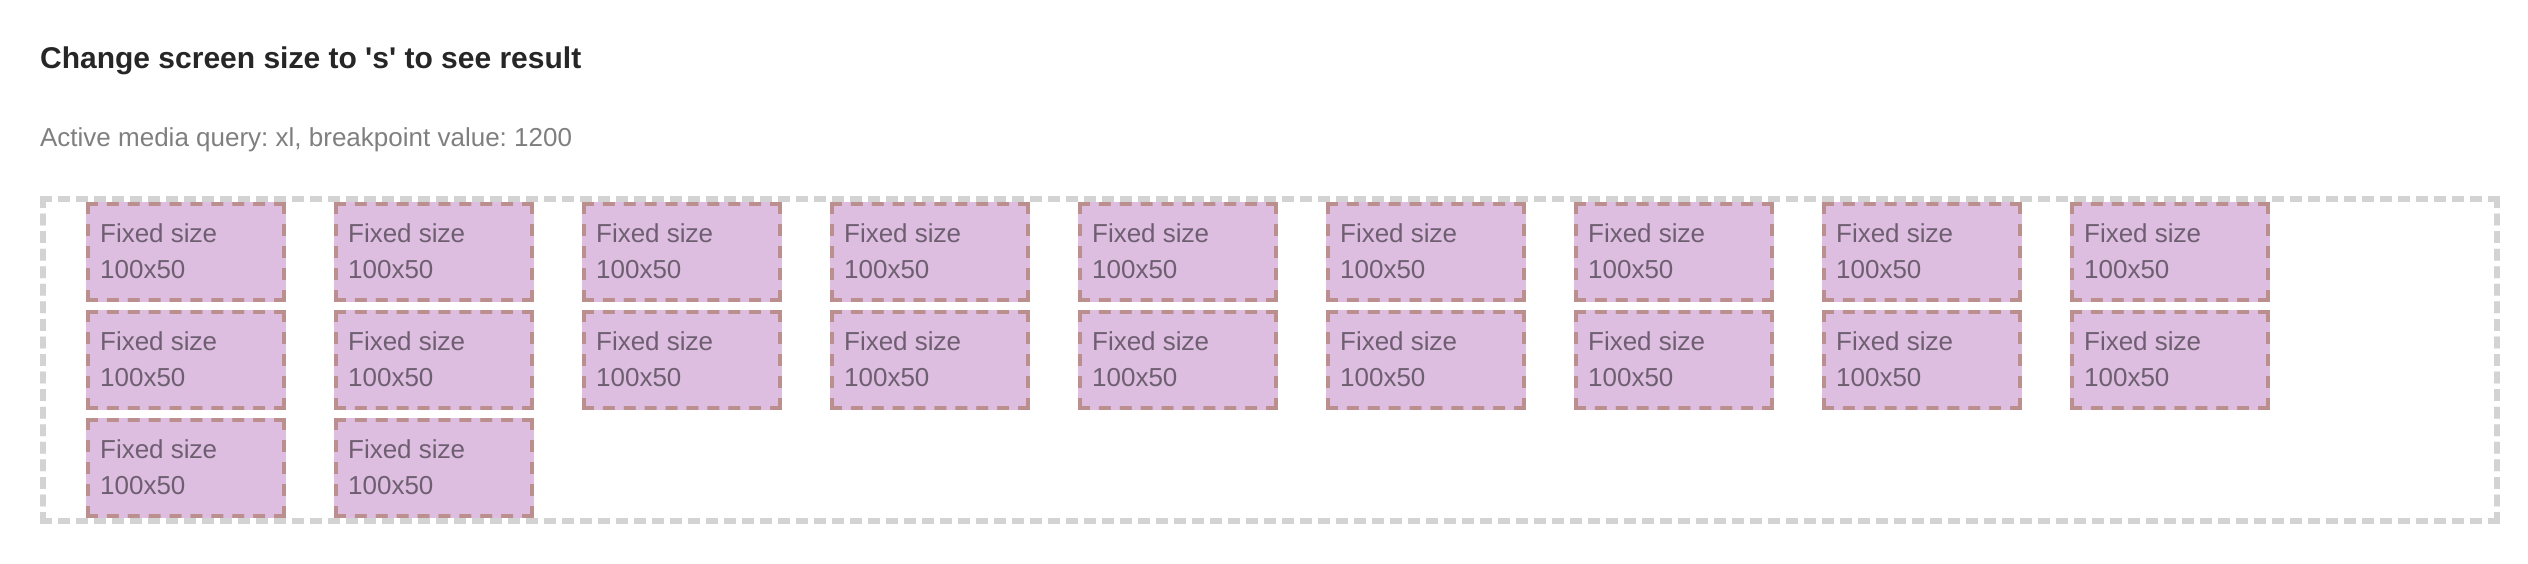 Change screen size to 's' to see result
Active media query: xl, breakpoint value: 1200
Fixed size Fixed size Fixed size Fixed size Fixed size Fixed size Fixed size Fixed size Fixed size
100x50 100x50 100x50 100x50 100x50 100x50 100x50 100x50 100x50
Fixed size Fixed size Fixed size Fixed size Fixed size Fixed size Fixed size Fixed size Fixed size
100x50 100x50 100x50 100x50 100x50 100x50 100x50 100x50 100x50
Fixed size Fixed size
100x50 100x50